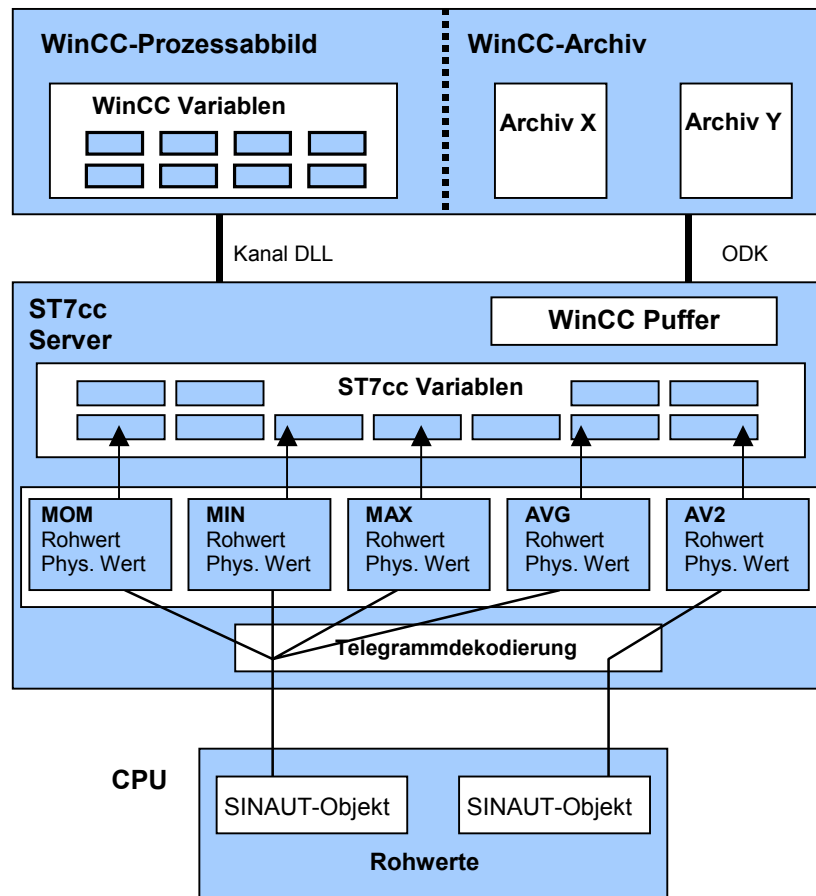 WinCC-Prozessabbild
WinCC-Archiv
WinCC Variablen
Archiv X
Archiv Y
Kanal DLL
ODK
ST7cc
Server
WinCC Puffer
ST7cc Variablen
MOM
Rohwert
Phys. Wert
MIN
Rohwert
Phys. Wert
MAX
Rohwert
Phys. Wert
AVG
Rohwert
Phys. Wert
AV2
Rohwert
Phys. Wert
Telegrammdekodierung
CPU
SINAUT-Objekt
SINAUT-Objekt
Rohwerte